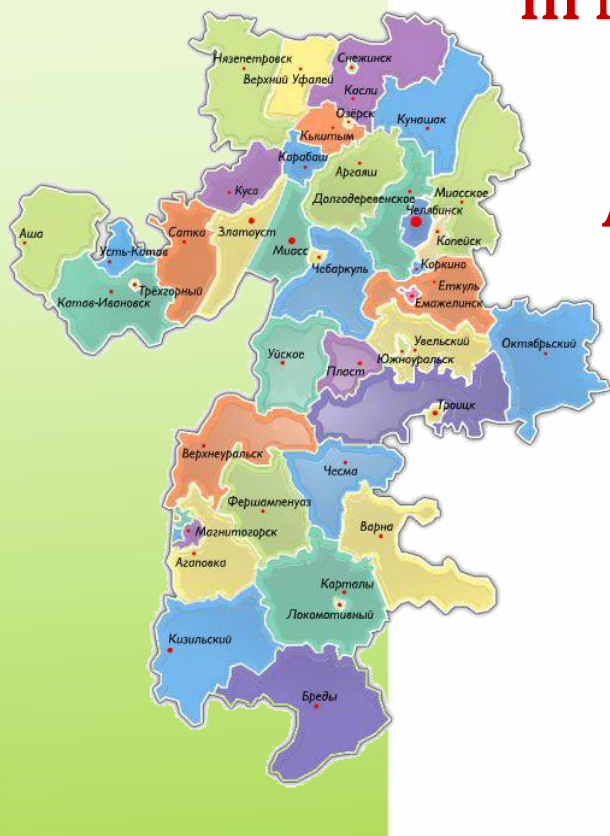 Нязепетровск
Верхний Уфалей
Снежинск
Касли
Озёрск
Кунашак
Кыштым
Карабаш
Аргаяш
Долгодеревенское
Миасское
Челябинск
Куса
Аша
Сатка
Златоуст
Миасс
Копейск
Усть-Катав
Чебаркуль
Коркино
Еткуль
Трёхгорный
Катав-Ивановск
Емажелинск
Увельский
Октябрьский
Уйское
Южноуральск
Пласт
Троицк
Верхнеуральск
Чесма
Фершампенуаз
Варна
Магнитогорск
Агаповка
Карталы
Локомотивный
Кизильский
Бреды